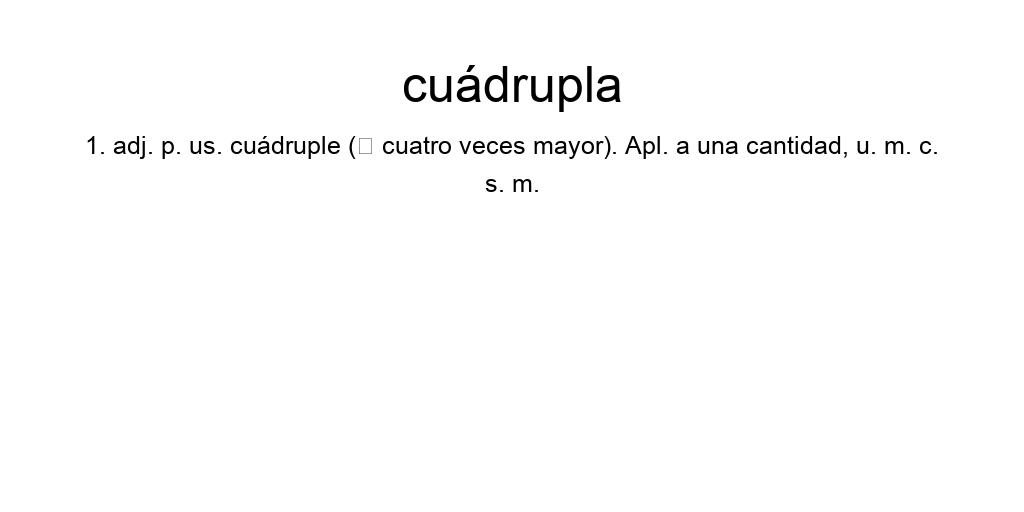 cuádrupla
1. adj. p. us. cuádruple (□ cuatro veces mayor). Apl. a una cantidad, u. m. c.
s. m.